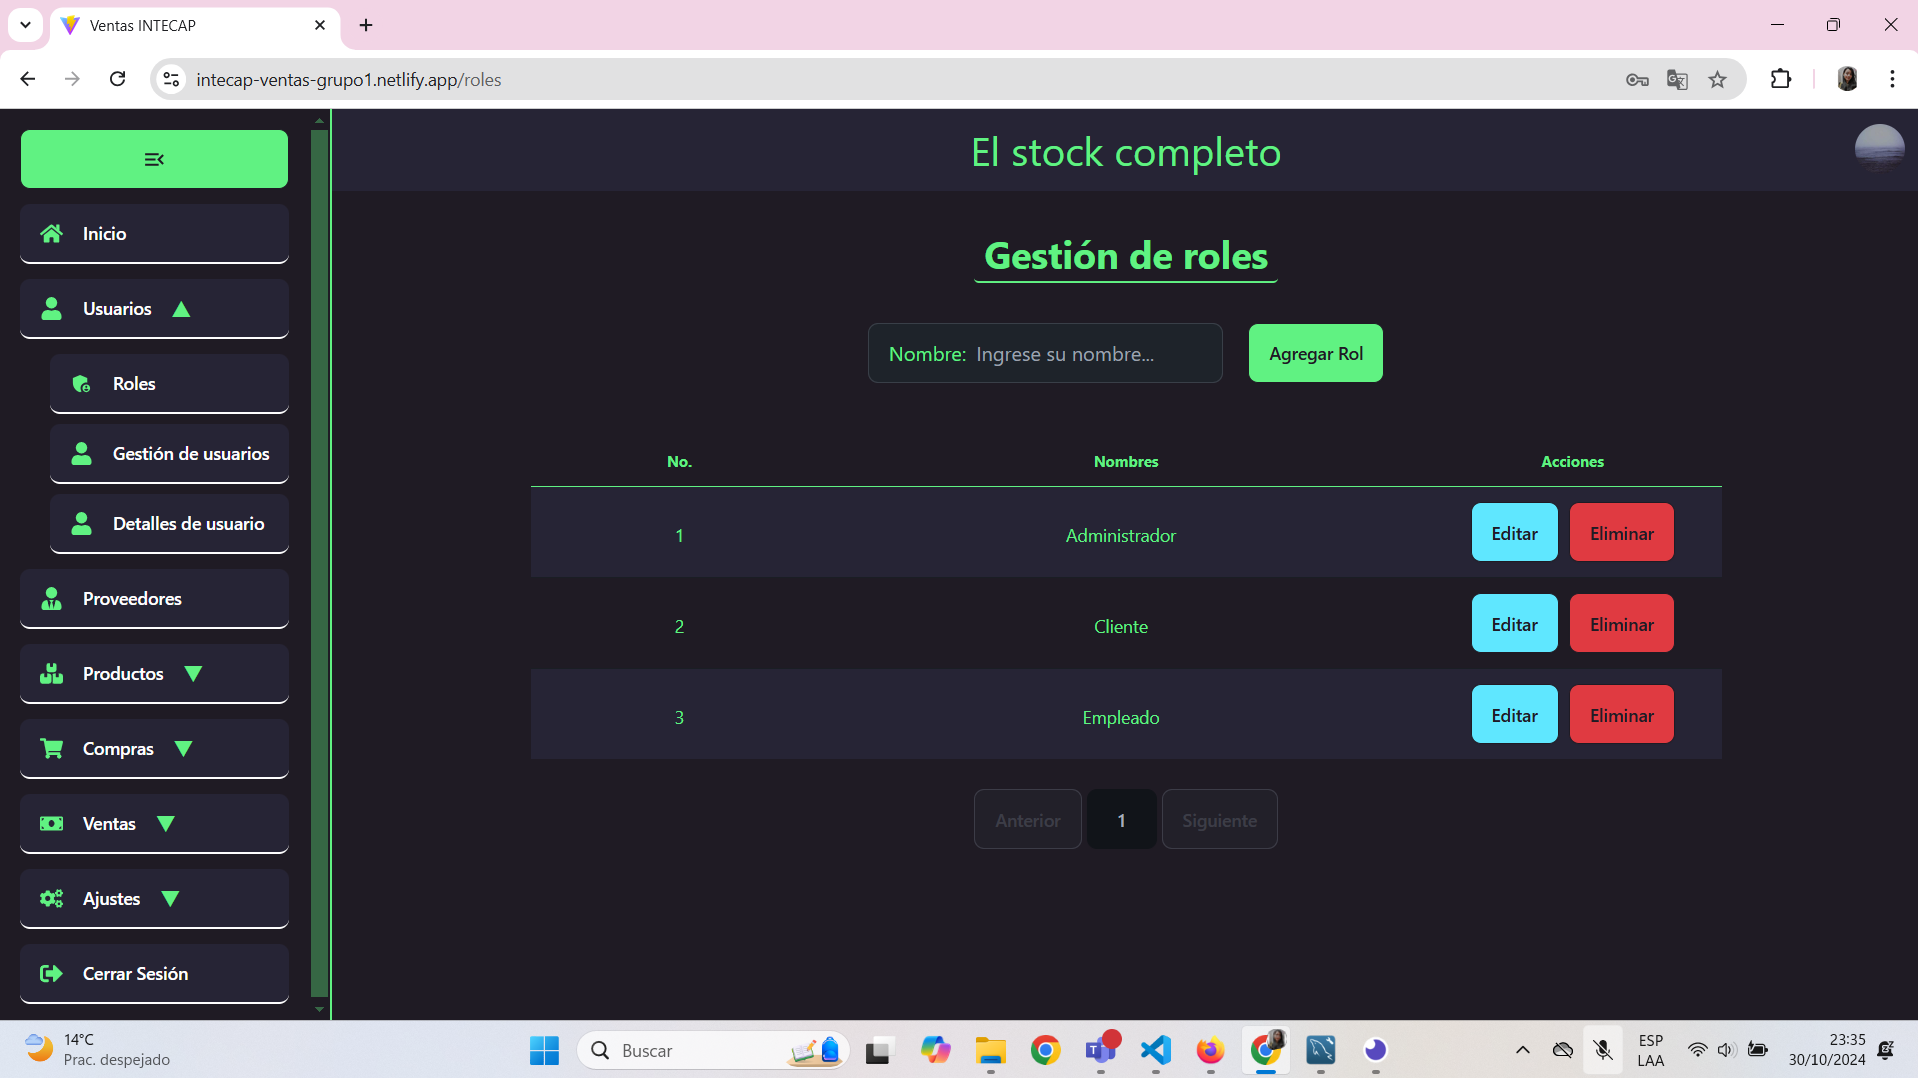 Ventas INTECAP
intecap-ventas-grupo1.netlify.app/roles
El stock completo
Inicio
Usuarios
Roles
Gestión de usuarios
Detalles de usuario
Proveedores
Productos
Compras
Ventas
Ajustes
Cerrar Sesión
Gestión de roles
Nombre: Ingrese su nombre... Agregar Rol
No. Nombres Acciones
1 Administrador Editar Eliminar
2 Cliente Editar Eliminar
3 Empleado Editar Eliminar
Anterior 1 Siguiente
14°C
Prac. despejado
Buscar
ESP
LAA
23:35
30/10/2024